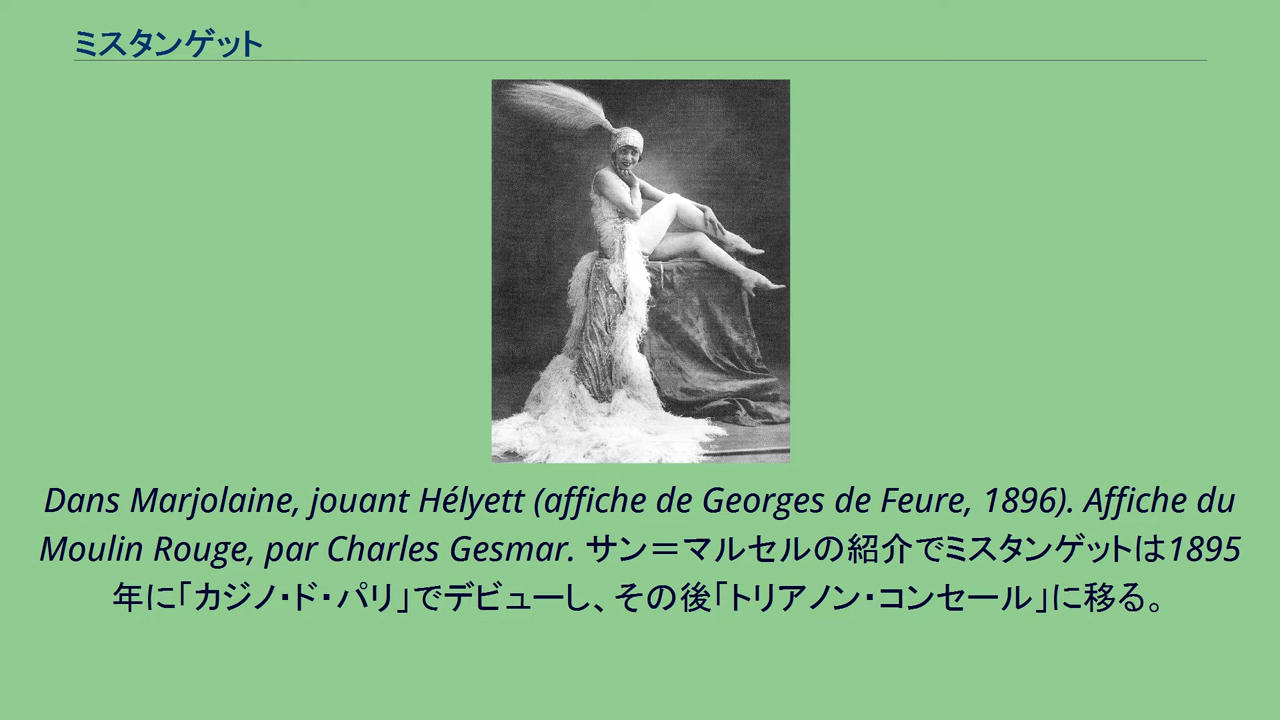 ミスタンゲット
Dans Marjolaine, jouant Hélyett (affiche de Georges de Feure, 1896). Affiche du
Moulin Rouge, par Charles Gesmar. サン＝マルセルの紹介でミスタンゲットは1895
年に「カジノ・ド・パリ」でデビューし、その後「トリアノン・コンセール」に移る。